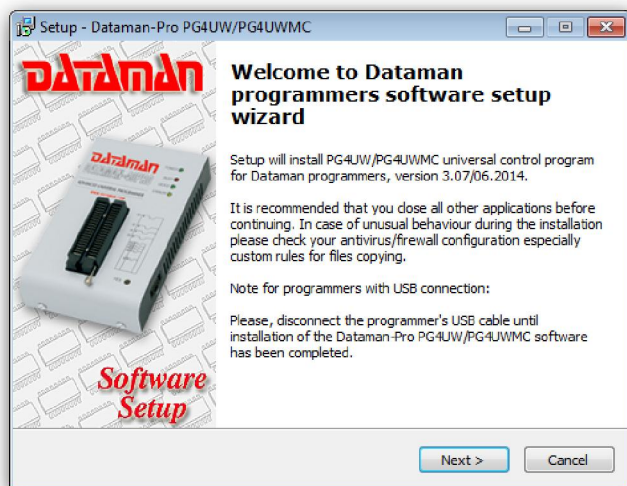 Setup - Dataman-Pro PG4UW/PG4UWMC
DATAMAN
Welcome to Dataman
programmers software setup
wizard
Setup will install PG4UW/PG4UWMC universal control program
for Dataman programmers, version 3.07/06.2014.
It is recommended that you close all other applications before
continuing. In case of unusual behaviour during the installation
please check your antivirus/firewall configuration especially
custom rules for files copying.
Note for programmers with USB connection:
Please, disconnect the programmer's USB cable until
installation of the Dataman-Pro PG4UW/PG4UWMC software
has been completed.
DATAMAN
Software
Setup
Next >
Cancel